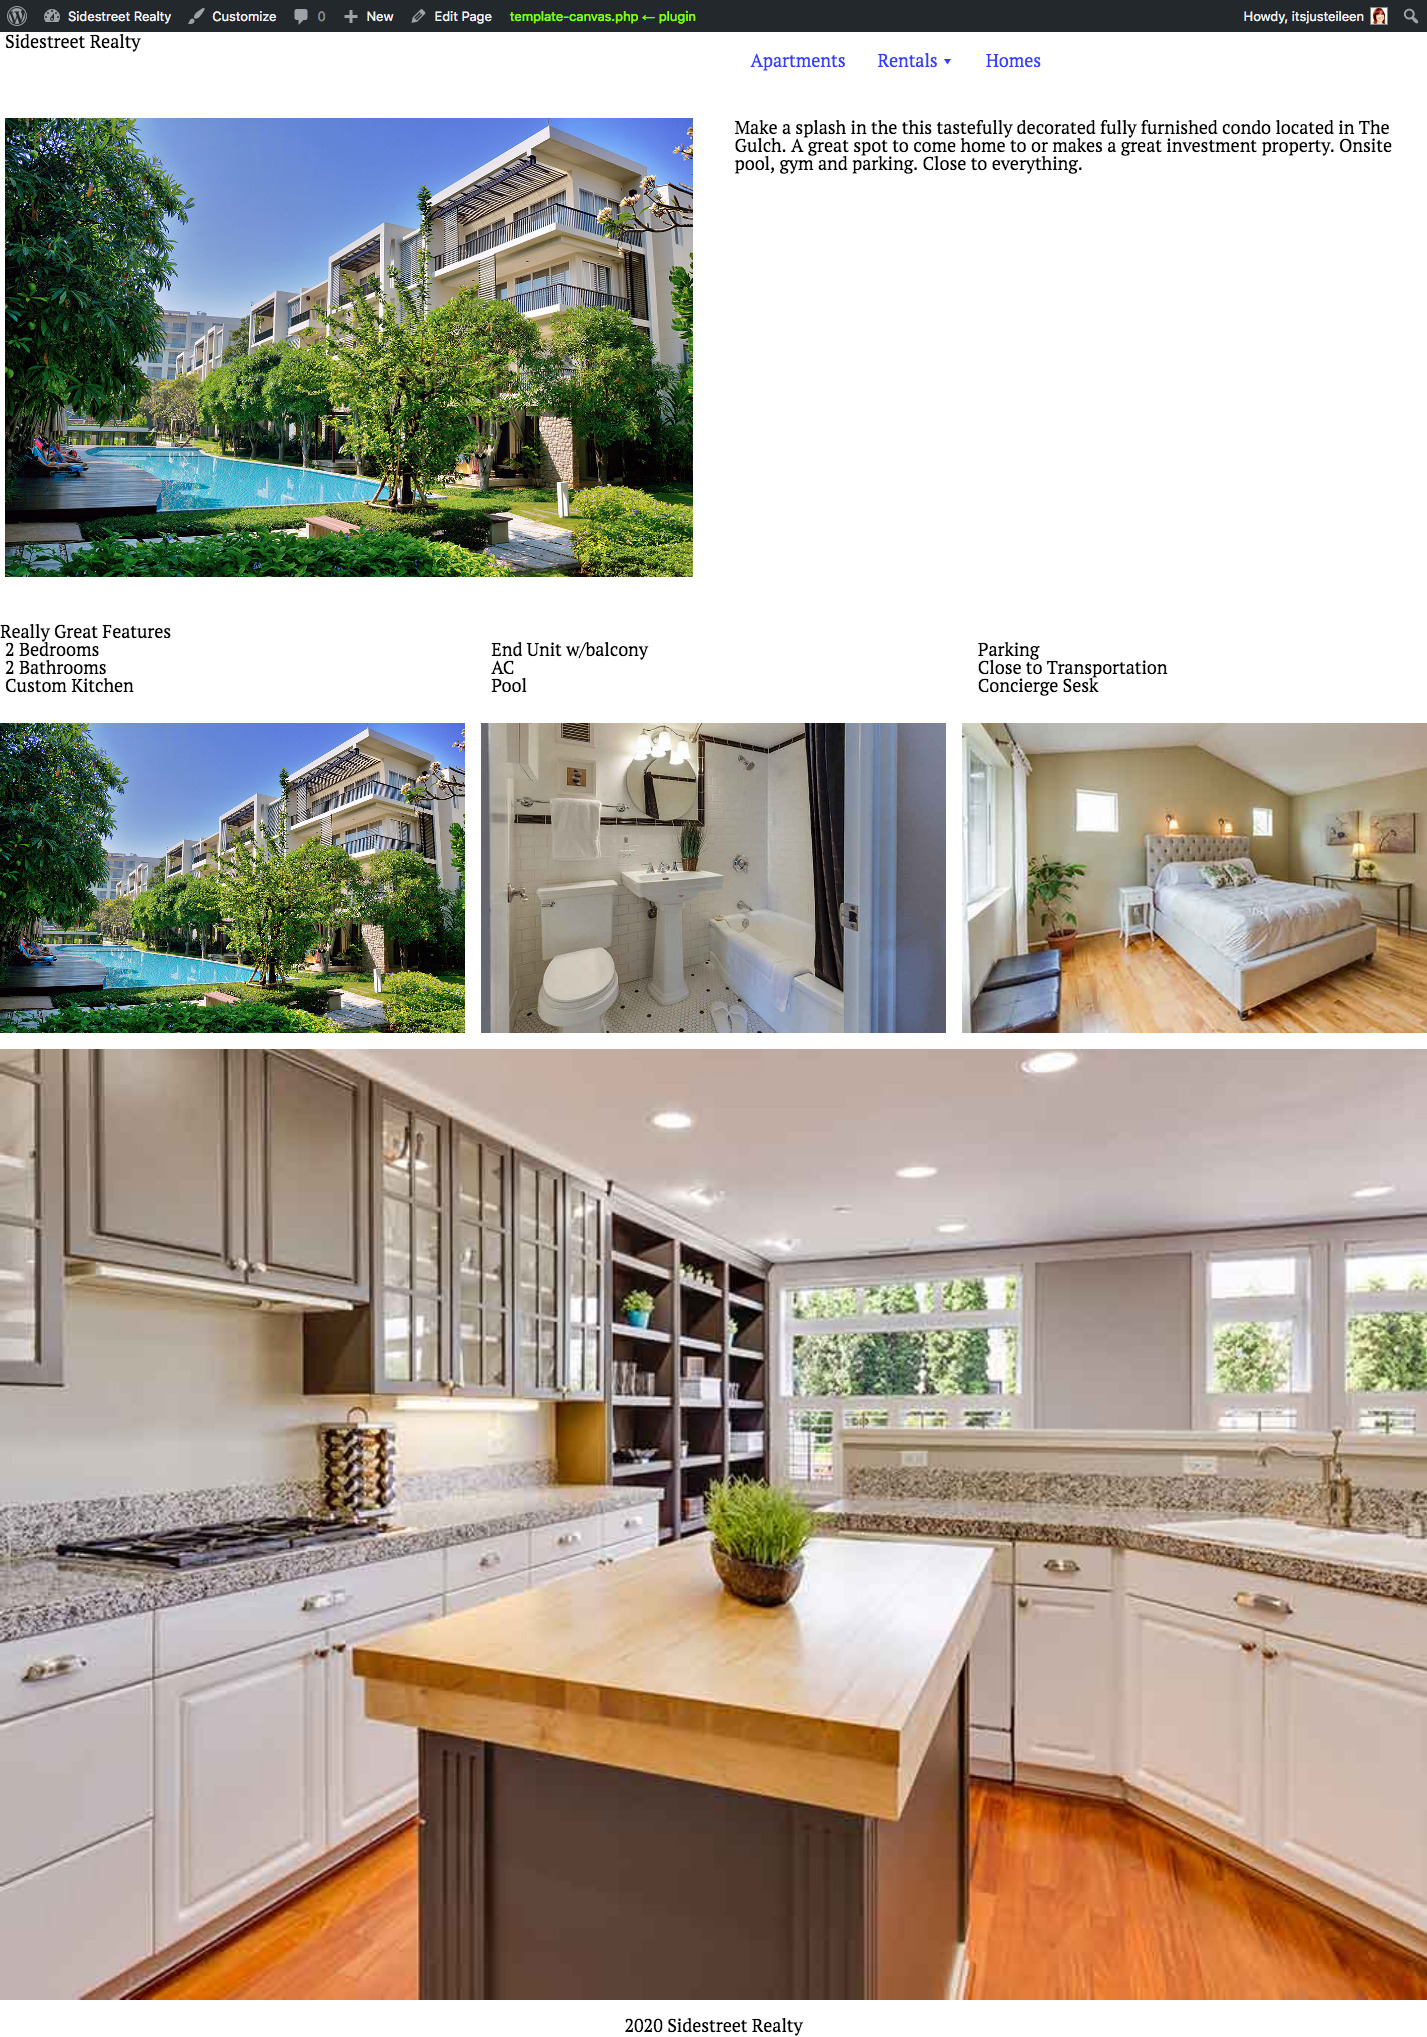 Sidestreet Realty Customize 0 New Edit Page template-canvas.php ← plugin Howdy, itsjusteileen
Sidestreet Realty
Apartments Rentals ▾ Homes
Make a splash in the this tastefully decorated fully furnished condo located in The
Gulch. A great spot to come home to or makes a great investment property. Onsite
pool, gym and parking. Close to everything.
Really Great Features
2 Bedrooms
2 Bathrooms
Custom Kitchen
End Unit w/balcony
AC
Pool
Parking
Close to Transportation
Concierge Sesk
2020 Sidestreet Realty